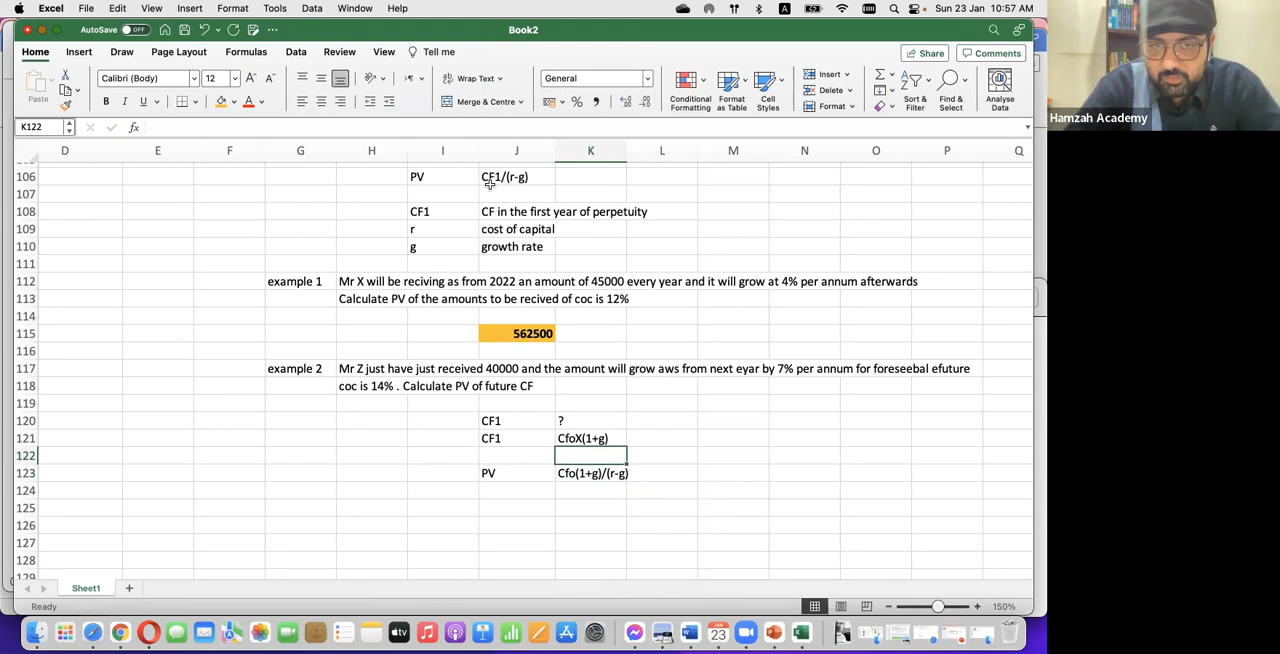 Excel File Edit View Insert Format Tools Data Window Help A Sun 23 Jan 10:57 AM
AutoSave OFF Book2
Home Insert Draw Page Layout Formulas Data Review View Tell me Share Comments
Paste Calibri (Body) 12 A A Wrap Text General Conditional Formatting Format as Table Cell Styles Insert Delete Format Sort & Filter Find & Select Analyse Data
B I U A Merge & Centre % 9
K122 fx
D E F G H I J K L M N O P Q
106 PV CF1/(r-g)
107
108 CF1 CF in the first year of perpetuity
109 r cost of capital
110 g growth rate
111
112 example 1 Mr X will be reciving as from 2022 an amount of 45000 every year and it will grow at 4% per annum afterwards
113 Calculate PV of the amounts to be recived of coc is 12%
114
115 562500
116
117 example 2 Mr Z just have just received 40000 and the amount will grow aws from next eyar by 7% per annum for foreseebal efuture
118 coc is 14% . Calculate PV of future CF
119
120 CF1 ?
121 CF1 CfoX(1+g)
122
123 PV Cfo(1+g)/(r-g)
124
125
126
127
128
129
Sheet1 +
Ready 150%
Hamzah Academy